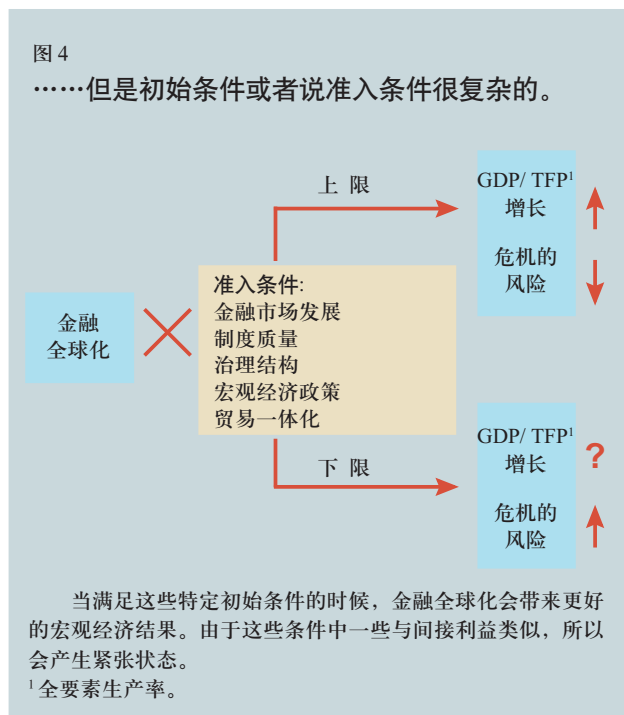 图 4
……但是初始条件或者说准入条件很复杂的。
上 限
GDP/ TFP¹
增长
危机的
风险
金融
全球化
准入条件:
金融市场发展
制度质量
治理结构
宏观经济政策
贸易一体化
下 限
GDP/ TFP¹
增长
?
危机的
风险
当满足这些特定初始条件的时候，金融全球化会带来更好
的宏观经济结果。由于这些条件中一些与间接利益类似，所以
会产生紧张状态。
¹ 全要素生产率。